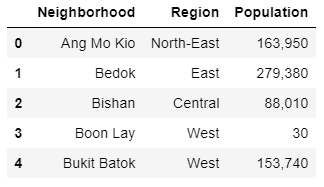 Neighborhood Region Population
0 Ang Mo Kio North-East 163,950
1 Bedok East 279,380
2 Bishan Central 88,010
3 Boon Lay West 30
4 Bukit Batok West 153,740